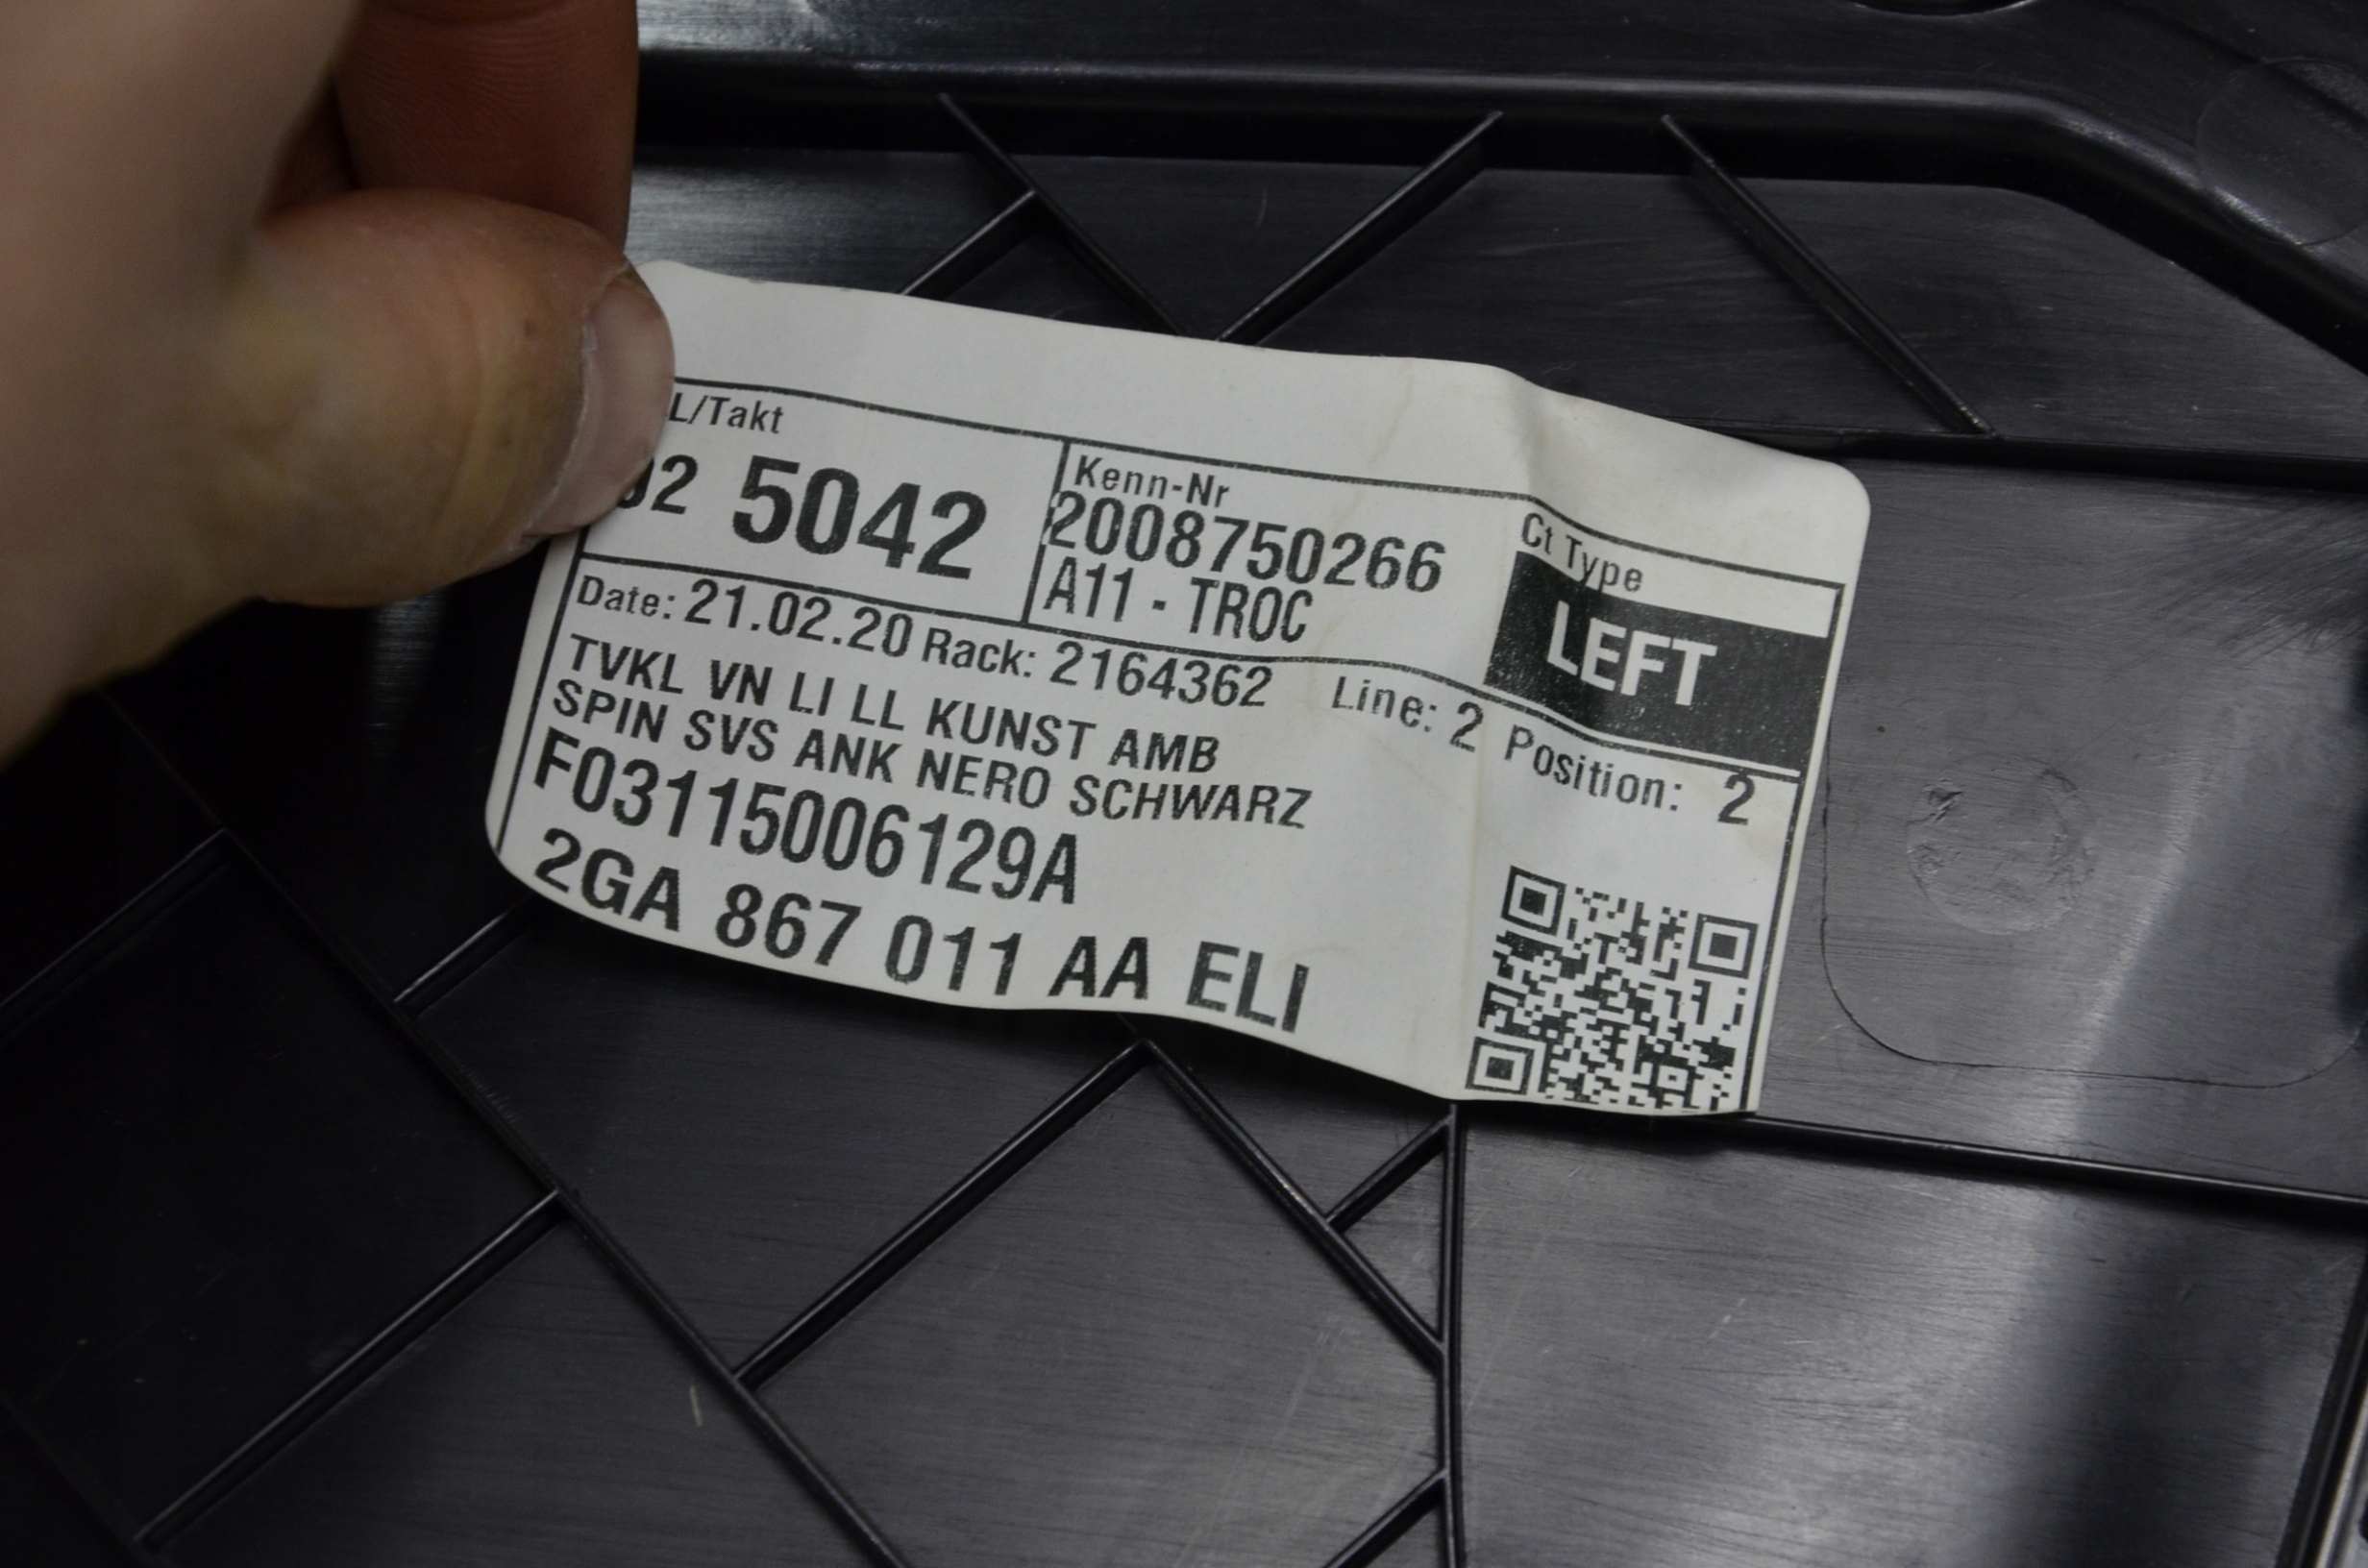 L/Takt
02 5042
Kenn-Nr
2008750266
A11 - TROC
Ct Type
LEFT
Date: 21.02.20 Rack: 2164362 Line: 2 Position: 2
TVKL VN LI LL KUNST AMB
SPIN SVS ANK NERO SCHWARZ
F03115006129A
2GA 867 011 AA ELI